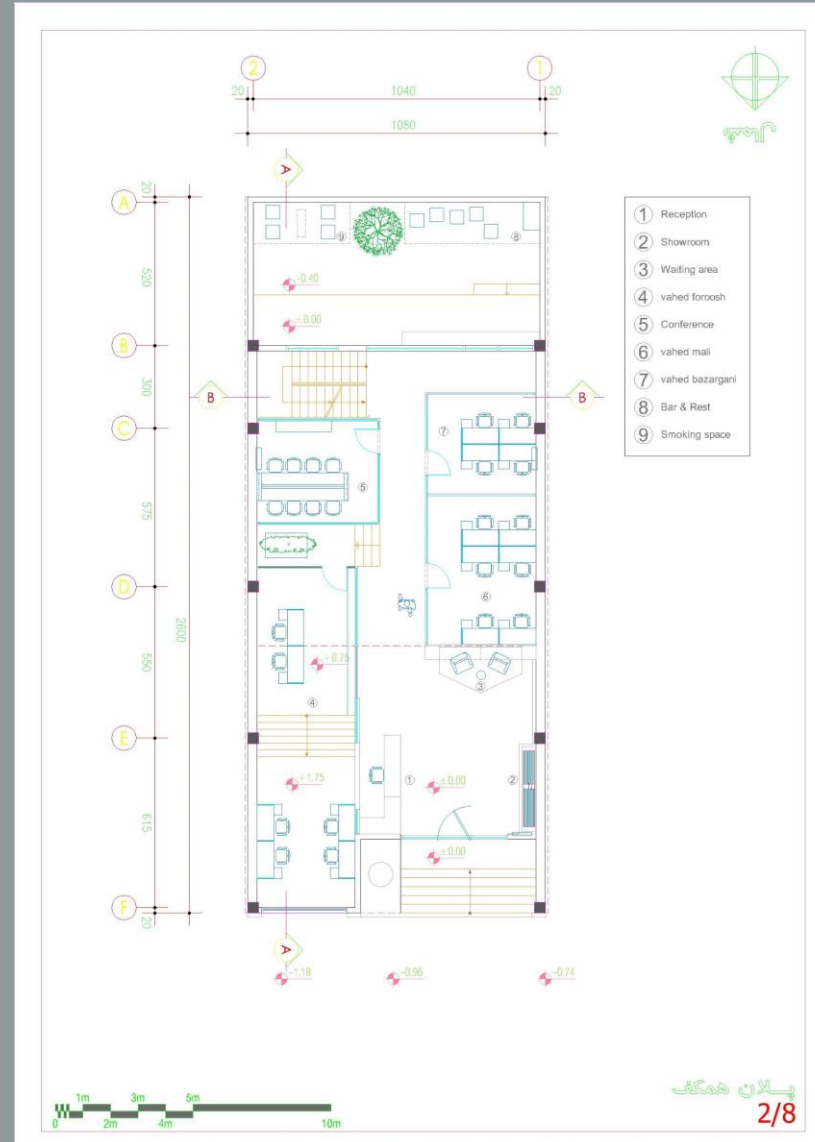 2
1
20
1040
20
1080
شمال
A
A
20
520
B
300
C
575
D
550
2600
E
615
F
20
① Reception
② Showroom
③ Waiting area
④ vahed foroosh
⑤ Conference
⑥ vahed mali
⑦ vahed bazargani
⑧ Bar & Rest
⑨ Smoking space
⑨
⑧
-0.40
±0.00
B
B
⑦
⑤
⑥
+0.75
③
④
+1.75
①
±0.00
②
±0.00
A
-1.18
-0.96
-0.74
1m
3m
5m
0
2m
4m
10m
پلان همکف
2/8